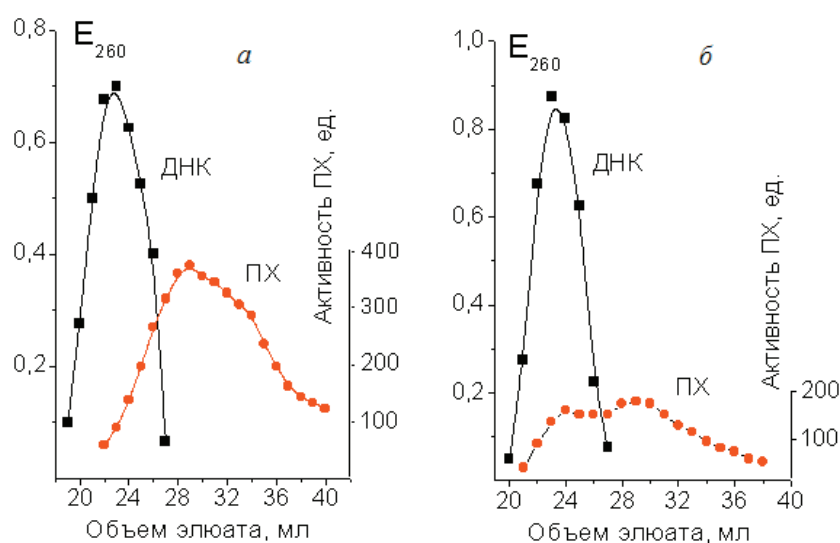 0,8
0,6
0,4
0,2
E260
а
ДНК
ПХ
400
300
200
100
Активность ПХ, ед.
20 24 28 32 36 40
Объем элюата, мл
1,0
0,8
0,6
0,4
0,2
E260
б
ДНК
ПХ
200
100
Активность ПХ, ед.
20 24 28 32 36 40
Объем элюата, мл